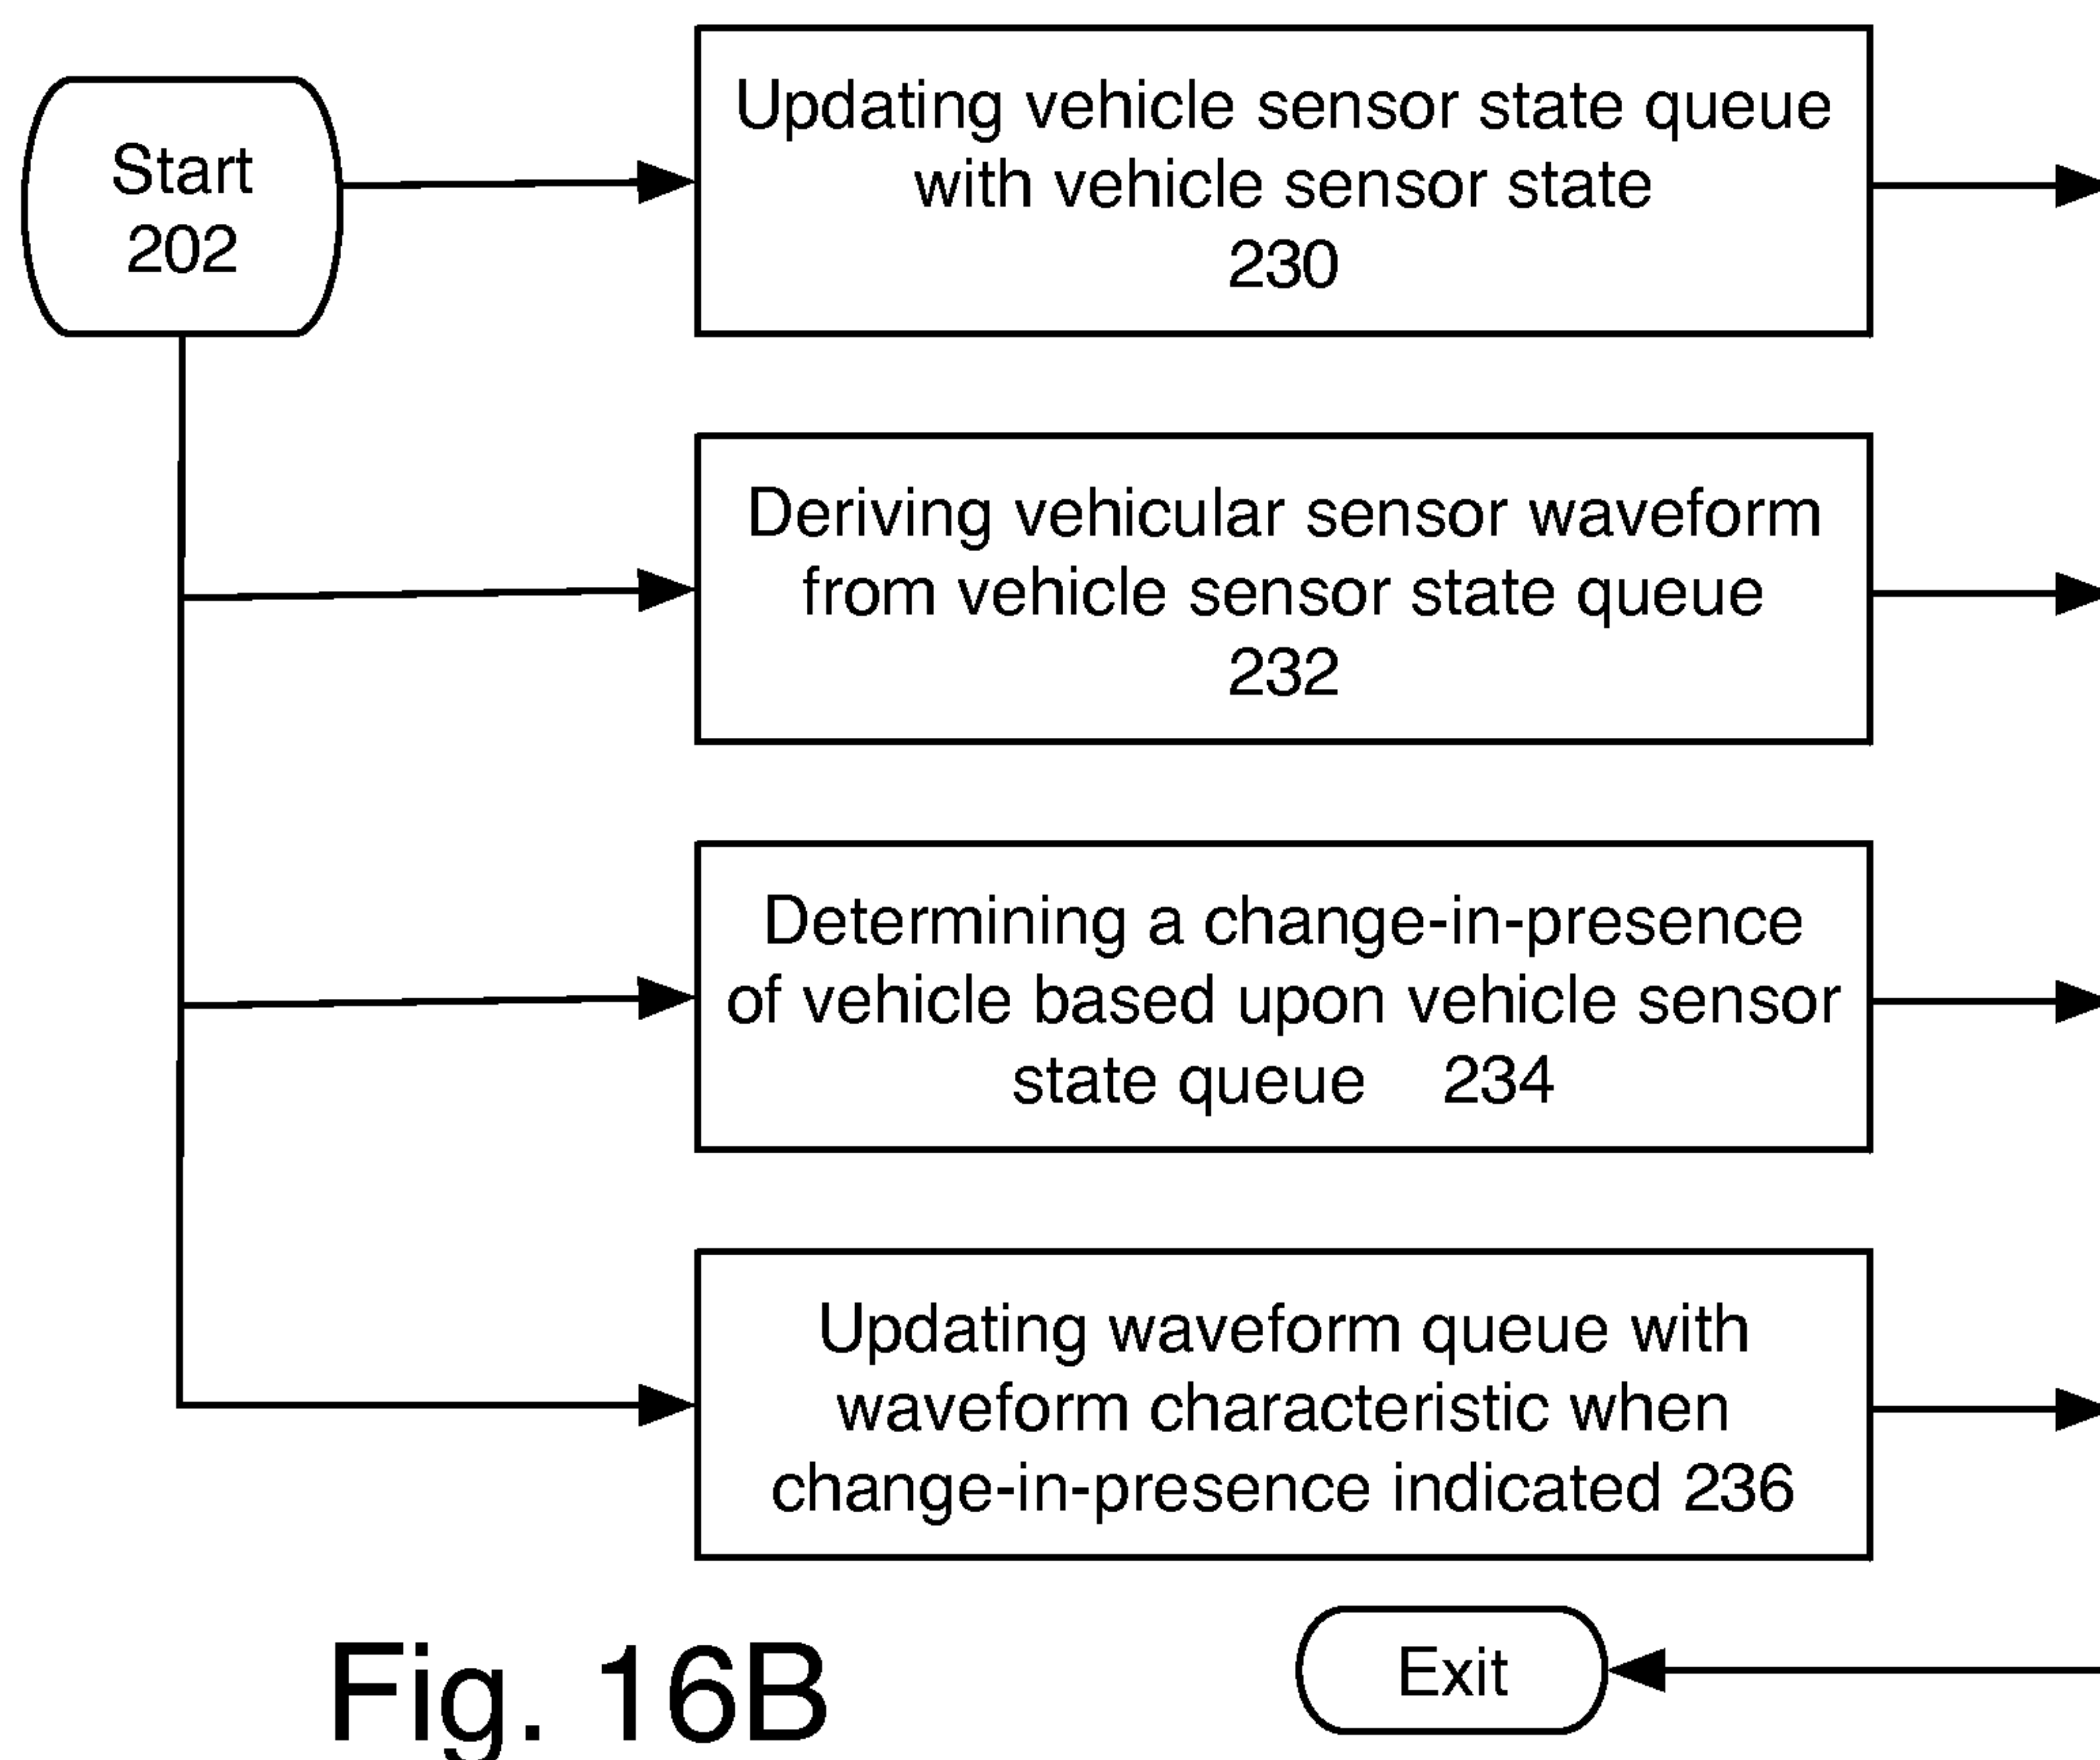 Start
202
Updating vehicle sensor state queue
with vehicle sensor state
230
Deriving vehicular sensor waveform
from vehicle sensor state queue
232
Determining a change-in-presence
of vehicle based upon vehicle sensor
state queue 234
Updating waveform queue with
waveform characteristic when
change-in-presence indicated 236
Exit
Fig. 16B